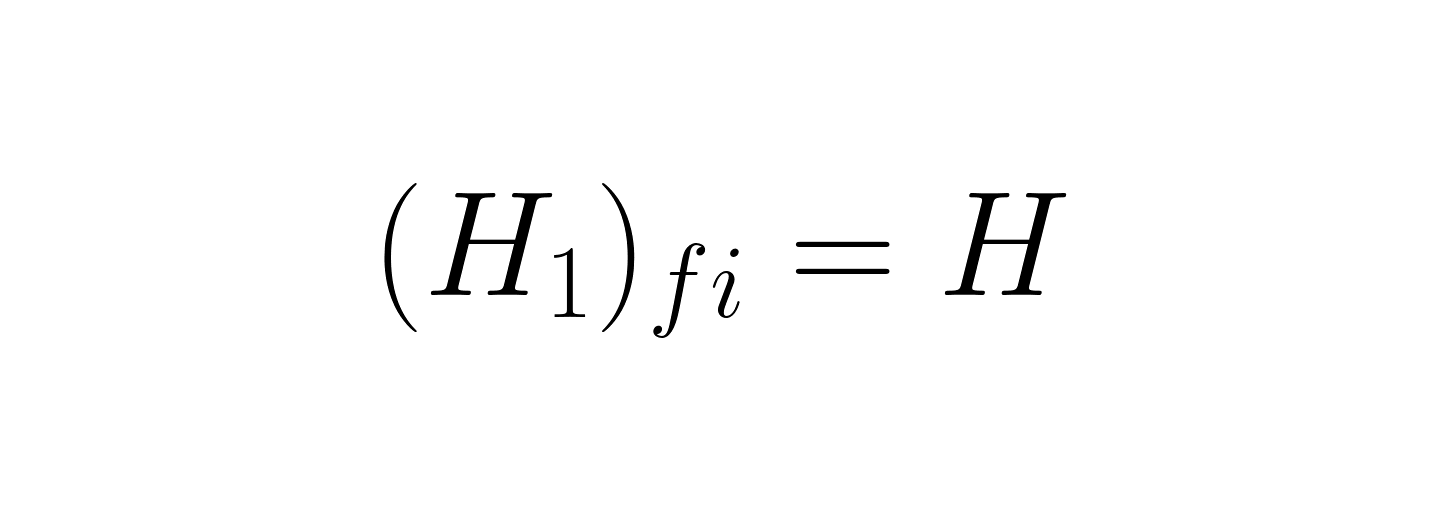 $(H_1)_{fi} = H$